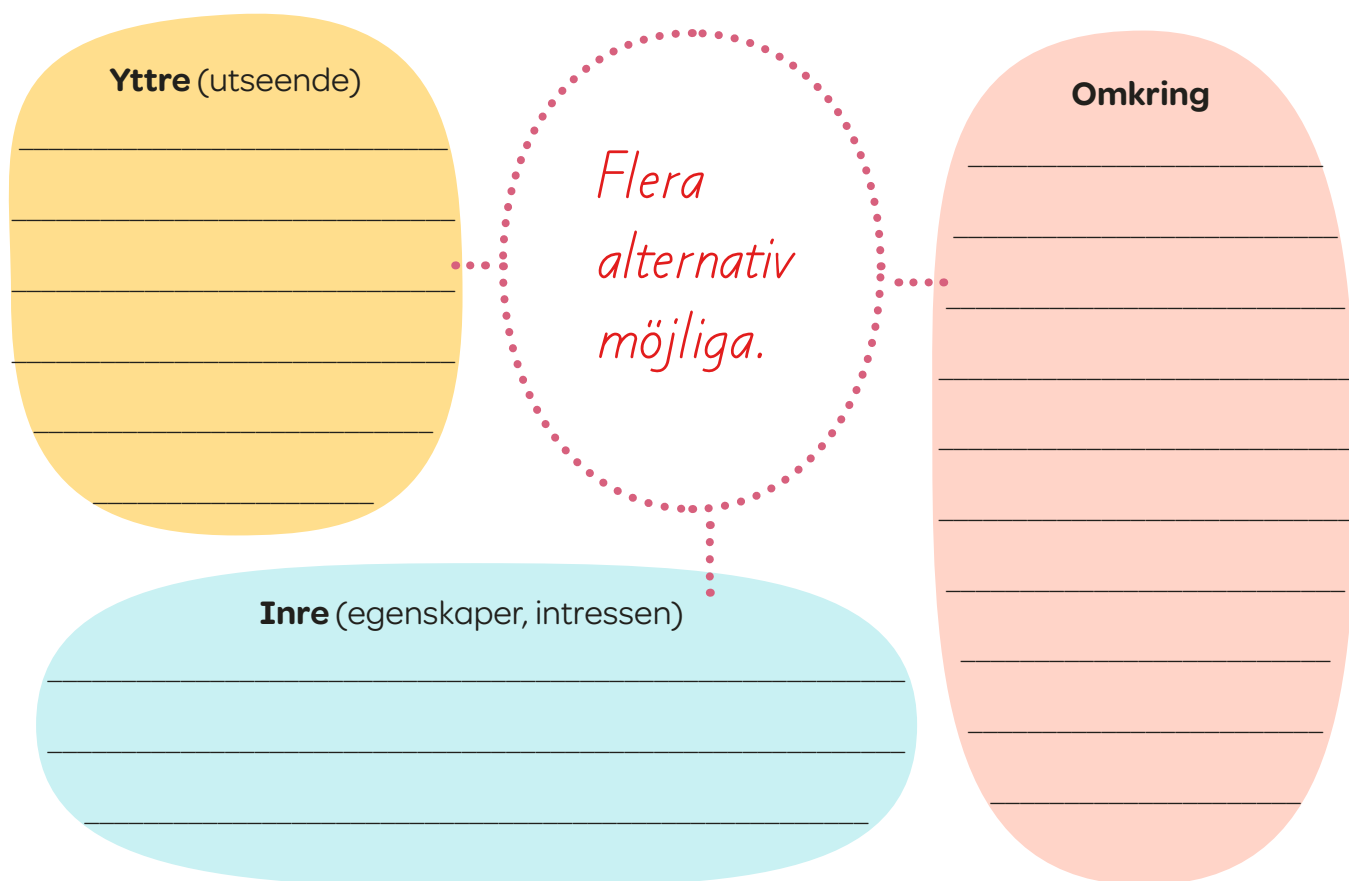 Yttre (utseende)
Flera
alternativ
möjliga.
Omkring
Inre (egenskaper, intressen)